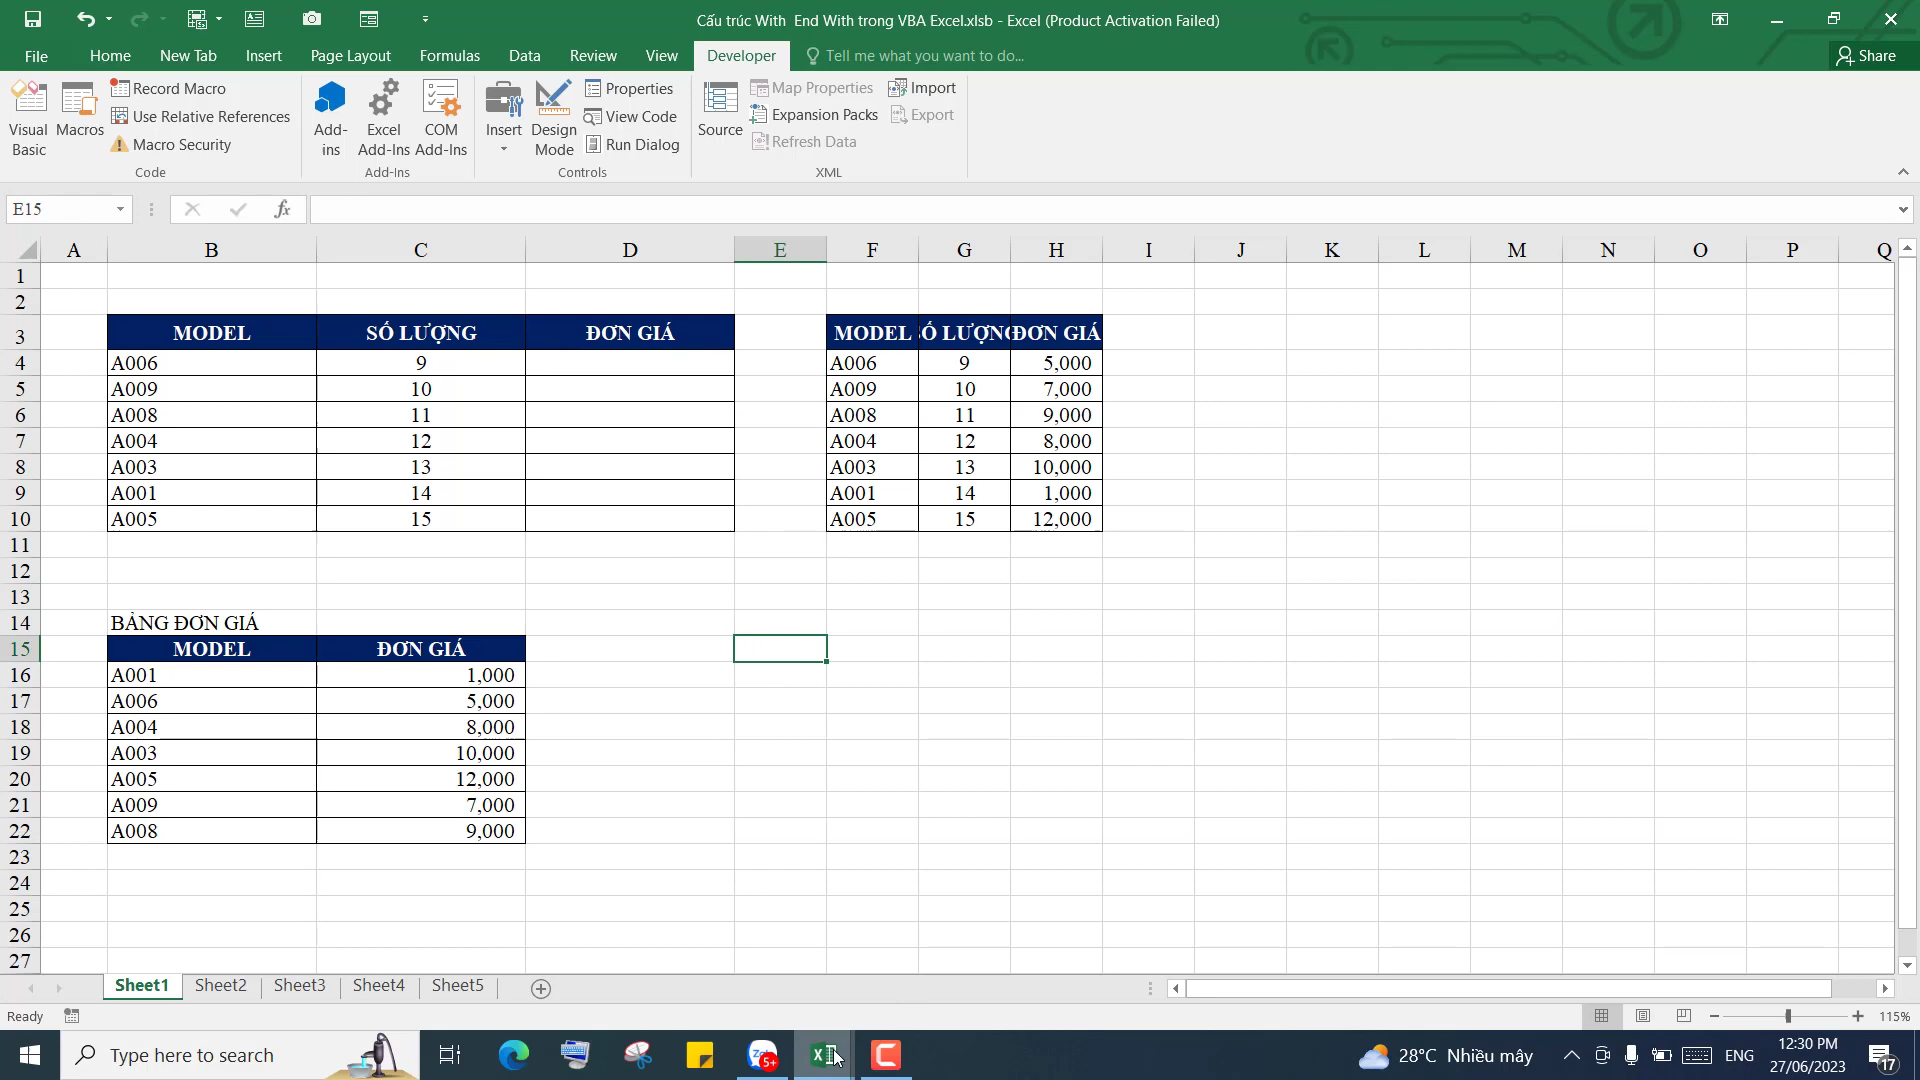 Cấu trúc With  End With trong VBA Excel.xlsb - Excel (Product Activation Failed)
File Home New Tab Insert Page Layout Formulas Data Review View Developer Tell me what you want to do... Share
Visual Basic
Macros
Record Macro
Use Relative References
Macro Security
Code
Add-ins
Excel Add-Ins
COM Add-Ins
Add-Ins
Insert
Design Mode
Properties
View Code
Run Dialog
Controls
Source
Map Properties
Expansion Packs
Refresh Data
Import
Export
XML
E15 fx
A B C D E F G H I J K L M N O P Q
1
2
3 MODEL SỐ LƯỢNG ĐƠN GIÁ MODEL Ố LƯỢNG ĐƠN GIÁ
4 A006 9 A006 9 5,000
5 A009 10 A009 10 7,000
6 A008 11 A008 11 9,000
7 A004 12 A004 12 8,000
8 A003 13 A003 13 10,000
9 A001 14 A001 14 1,000
10 A005 15 A005 15 12,000
11
12
13
14 BẢNG ĐƠN GIÁ
15 MODEL ĐƠN GIÁ
16 A001 1,000
17 A006 5,000
18 A004 8,000
19 A003 10,000
20 A005 12,000
21 A009 7,000
22 A008 9,000
23
24
25
26
27
Sheet1 Sheet2 Sheet3 Sheet4 Sheet5
Ready 115%
Type here to search 5+ 28°C Nhiều mây ENG 12:30 PM
27/06/2023 17